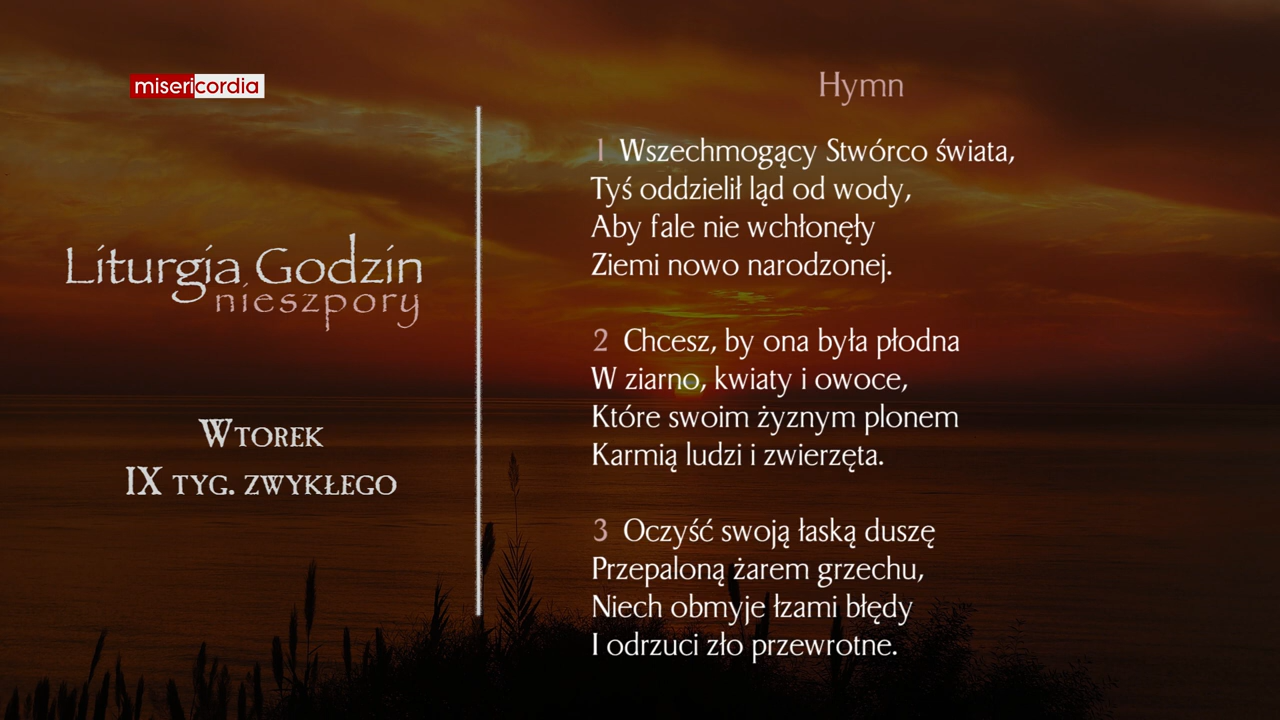 misericordia
Liturgia Godzin
nieszpory
Wtorek
IX tyg. zwykłego
Hymn
1 Wszechmogący Stwórco świata,
Tyś oddzielił ląd od wody,
Aby fale nie wchłonęły
Ziemi nowo narodzonej.
2 Chcesz, by ona była płodna
W ziarno, kwiaty i owoce,
Które swoim żyznym plonem
Karmią ludzi i zwierzęta.
3 Oczyść swoją łaską duszę
Przepaloną żarem grzechu,
Niech obmyje łzami błędy
I odrzuci zło przewrotne.